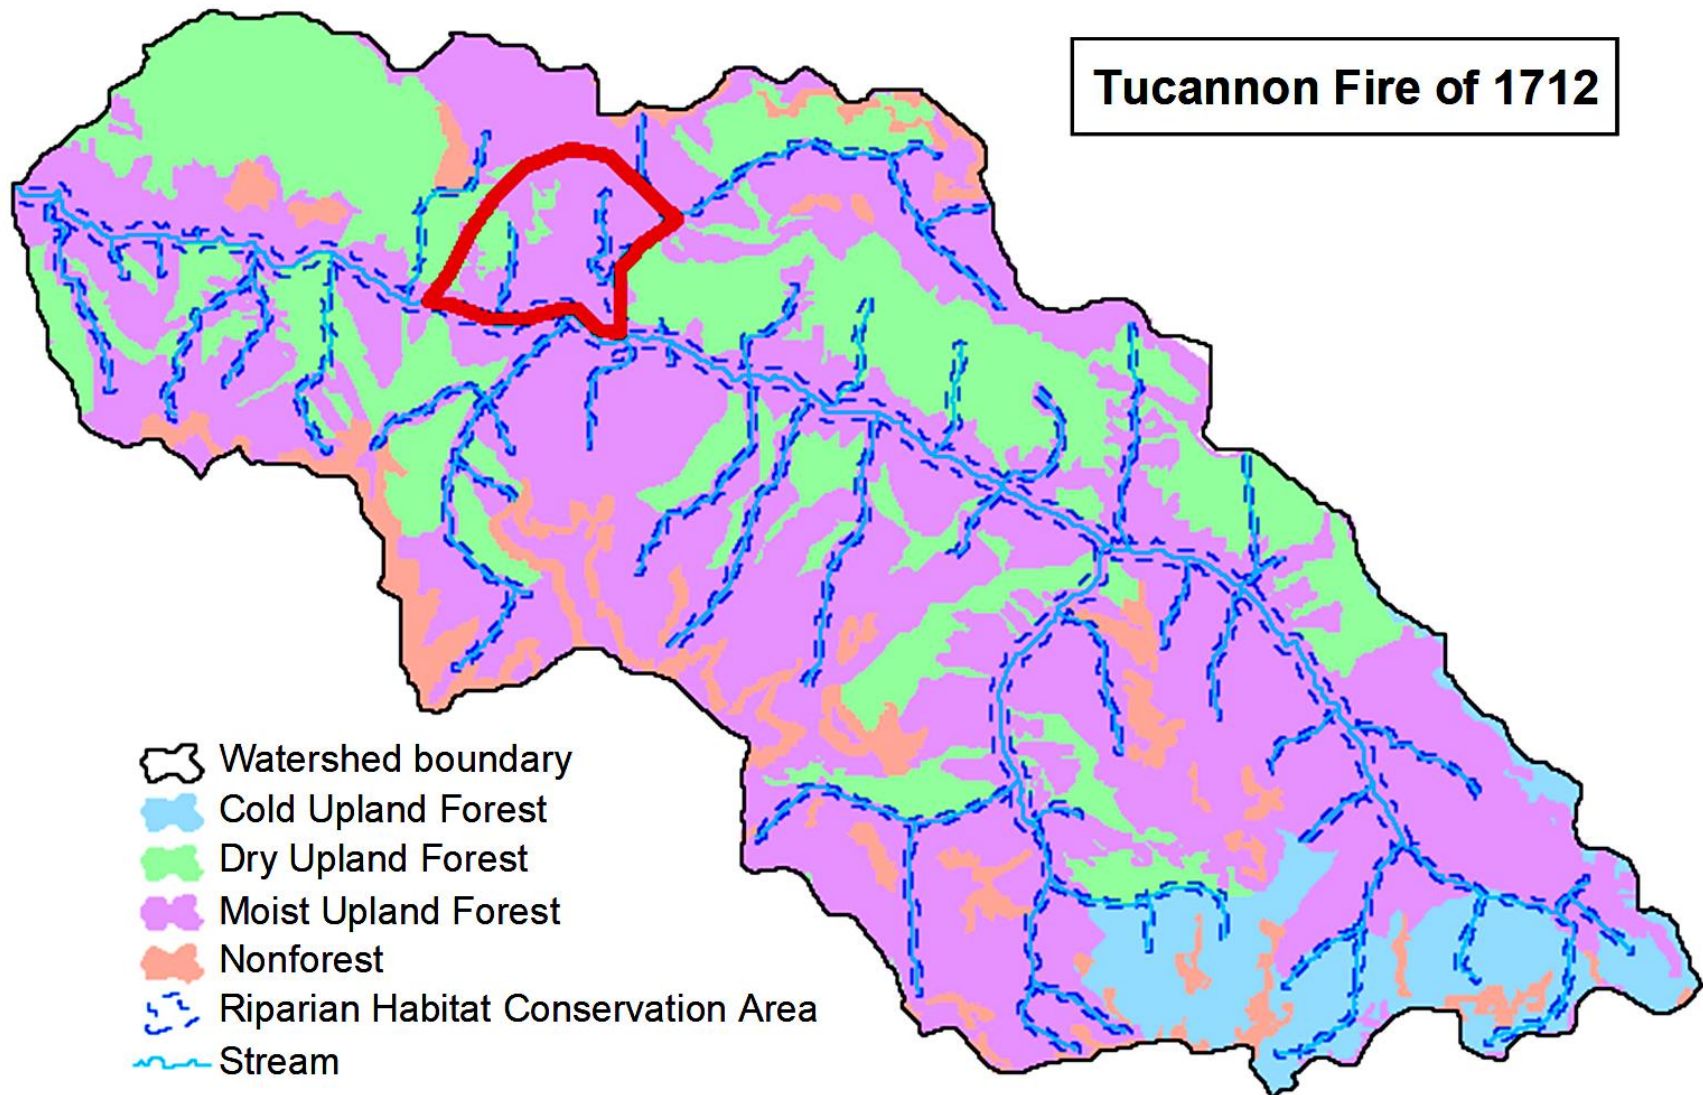 Tucannon Fire of 1712
Watershed boundary
Cold Upland Forest
Dry Upland Forest
Moist Upland Forest
Nonforest
Riparian Habitat Conservation Area
Stream